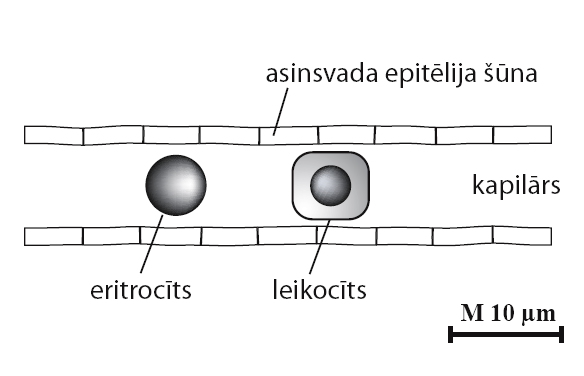 asinsvada epitēlija šūna
kapilārs
eritrocīts
leikocīts
M 10 µm